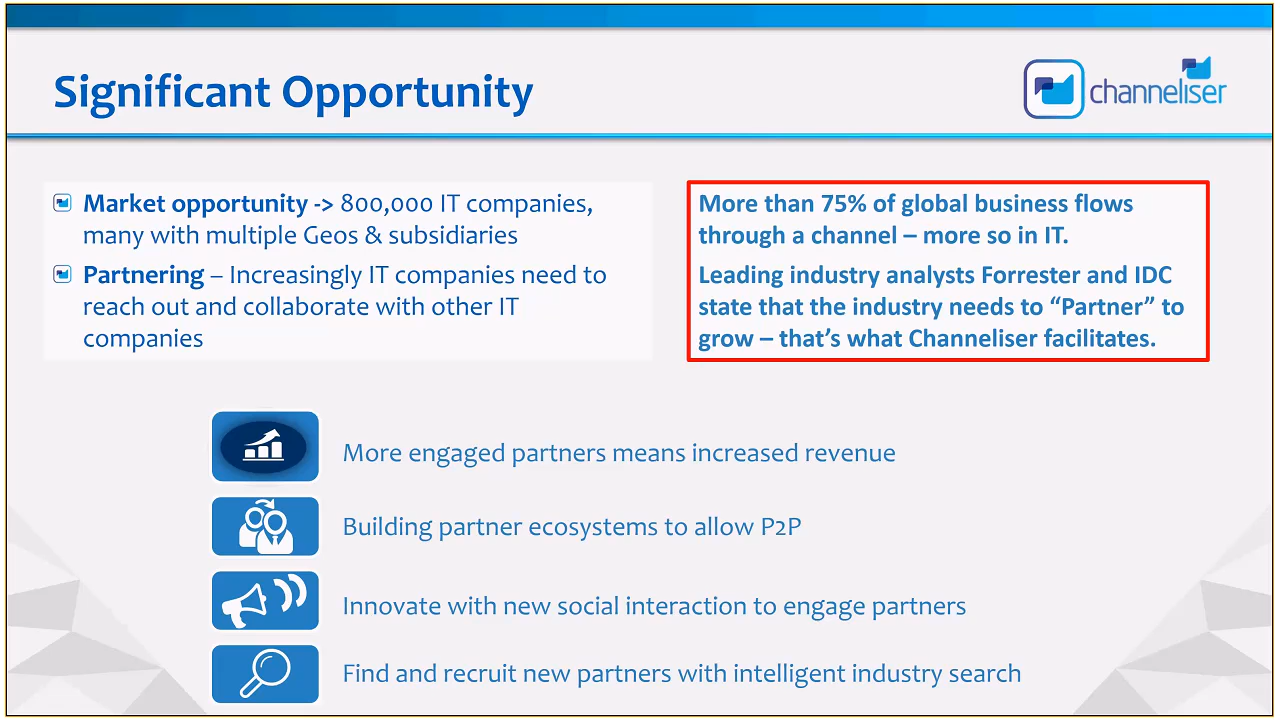 Significant Opportunity
channeliser
Market opportunity -> 800,000 IT companies,
many with multiple Geos & subsidiaries
Partnering – Increasingly IT companies need to
reach out and collaborate with other IT
companies
More than 75% of global business flows
through a channel – more so in IT.
Leading industry analysts Forrester and IDC
state that the industry needs to “Partner” to
grow – that’s what Channeliser facilitates.
More engaged partners means increased revenue
Building partner ecosystems to allow P2P
Innovate with new social interaction to engage partners
Find and recruit new partners with intelligent industry search